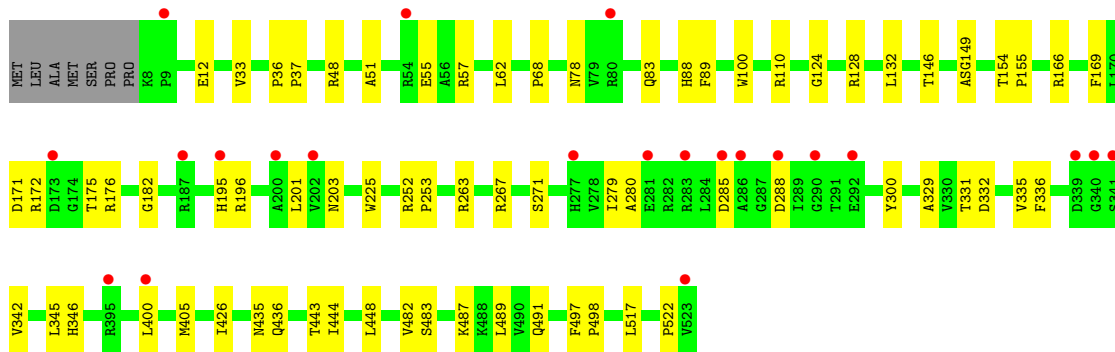 MET LEU ALA MET SER PRO PRO K8 P9 E12 V33 P36 P37 R48 A51 R54 E55 A56 R57 L62 P68 N78 V79 R80 Q83 H88 F89 W100 R110 G124 R128 L132 T146 ASG149 T154 P155 R166 F169 L170
D171 R172 D173 G174 T175 R176 G182 R187 H195 R196 A200 L201 V202 N203 W225 R252 P253 R263 R267 S271 H277 V278 I279 A280 E281 R282 R283 L284 D285 A286 G287 D288 I289 G290 T291 E292 Y300 A329 V330 T331 D332 V335 F336 D339 G340 S341
V342 L345 H346 R395 L400 M405 I426 N435 Q436 T443 I444 L448 V482 S483 K487 K488 L489 V490 Q491 F497 P498 L517 P522 V523